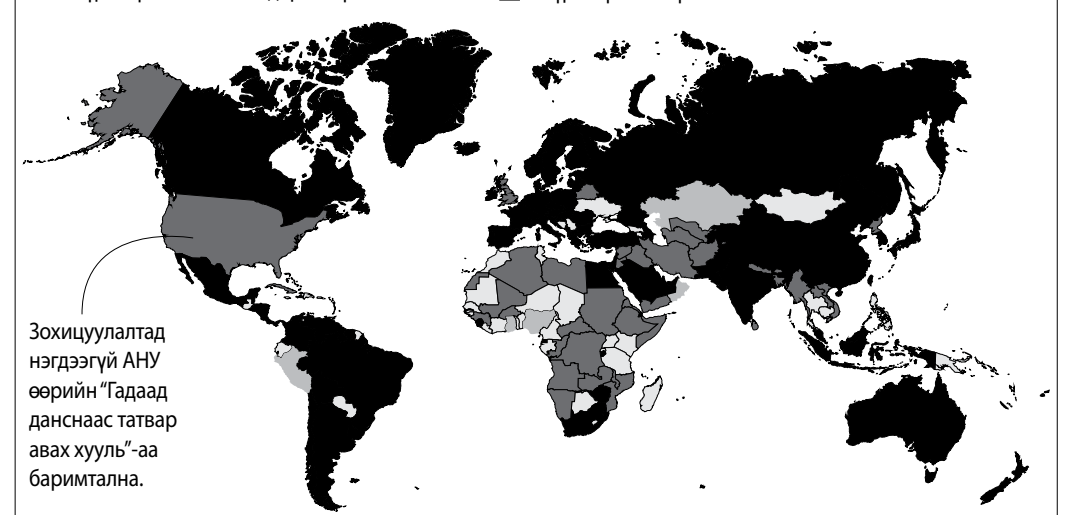 Зохицуулалтад
нэгдээгүй АНУ
өөрийн “Гадаад
данснаас татвар
авах хууль”-аа
баримтална.